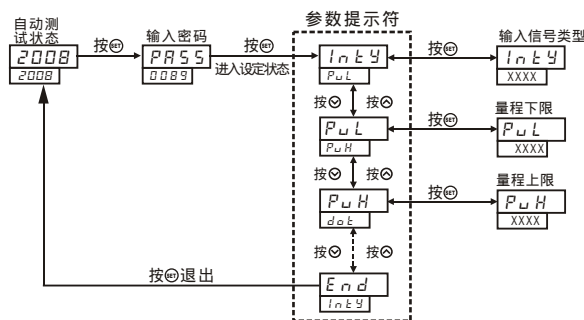 参数提示符
自动测
试状态
2008
2008
按SET
输入密码
PASS
0089
按SET
进入设定状态
IntY
PuL
按SET
输入信号类型
IntY
XXXX
按 按
PuL
PuH
按SET
量程下限
PuL
XXXX
按 按
PuH
dot
按SET
量程上限
PuH
XXXX
按 按
End
IntY
按SET退出